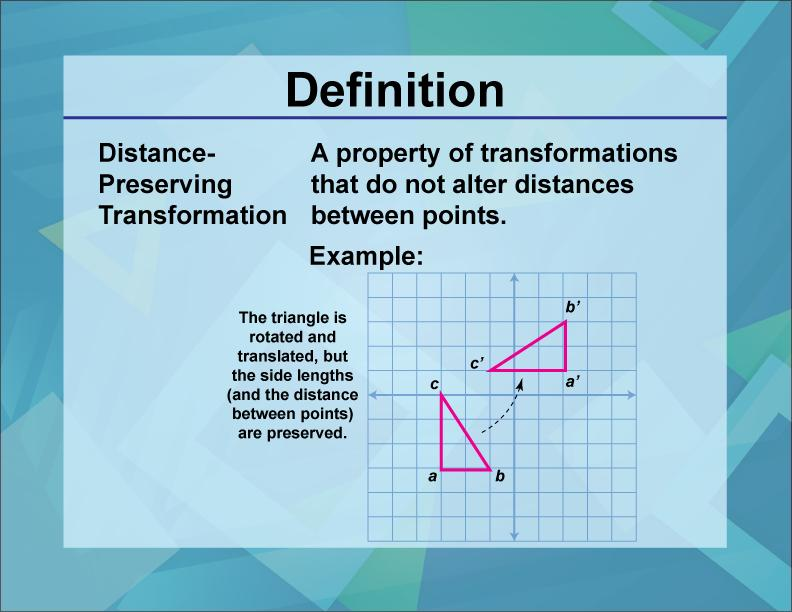 Definition
Distance-
Preserving
Transformation
A property of transformations
that do not alter distances
between points.
Example:
The triangle is
rotated and
translated, but
the side lengths
(and the distance
between points)
are preserved.
b’
c’
a’
c
a
b